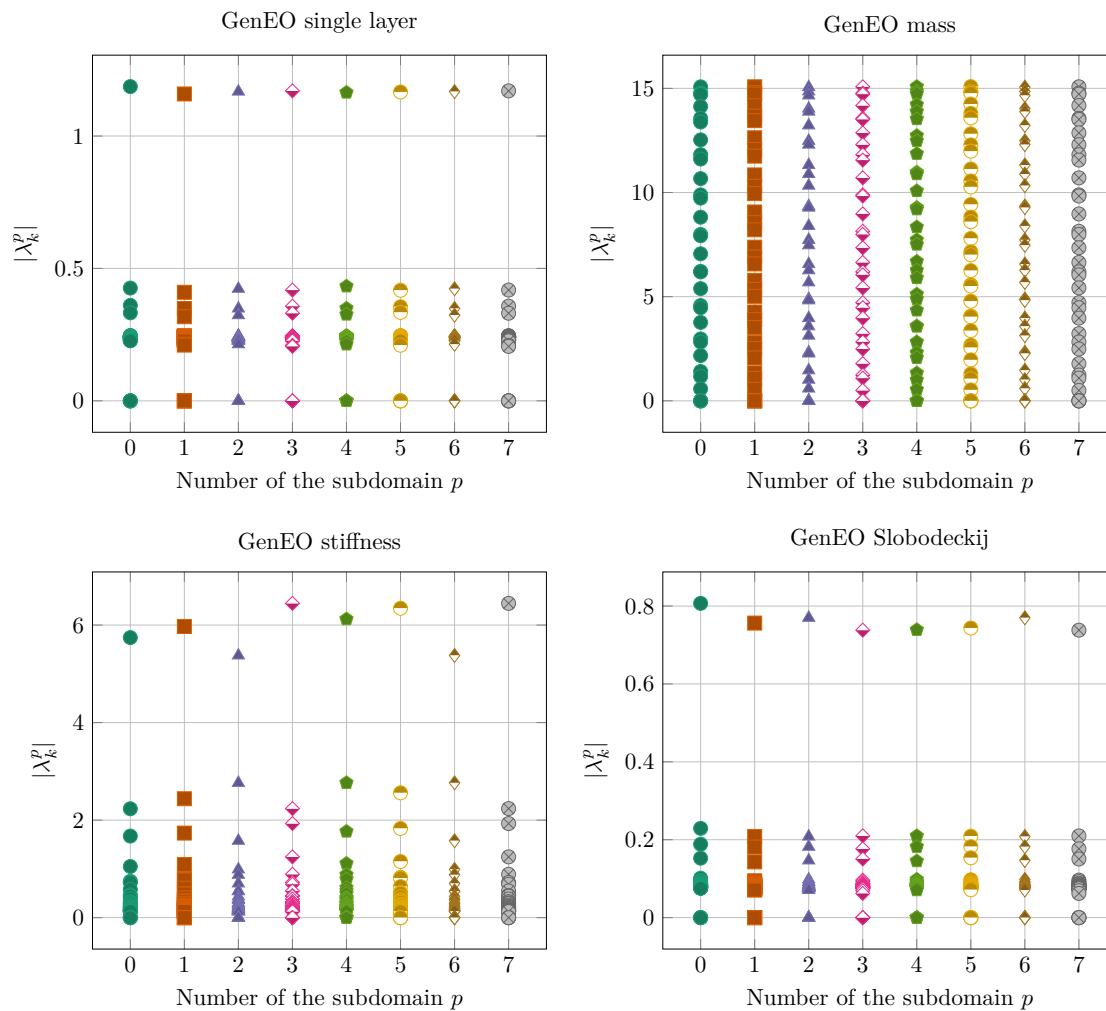 GenEO single layer
1
0.5
0
|λ_k^p|
0 1 2 3 4 5 6 7
Number of the subdomain p
GenEO mass
15
10
5
0
|λ_k^p|
0 1 2 3 4 5 6 7
Number of the subdomain p
GenEO stiffness
6
4
2
0
|λ_k^p|
0 1 2 3 4 5 6 7
Number of the subdomain p
GenEO Slobodeckij
0.8
0.6
0.4
0.2
0
|λ_k^p|
0 1 2 3 4 5 6 7
Number of the subdomain p